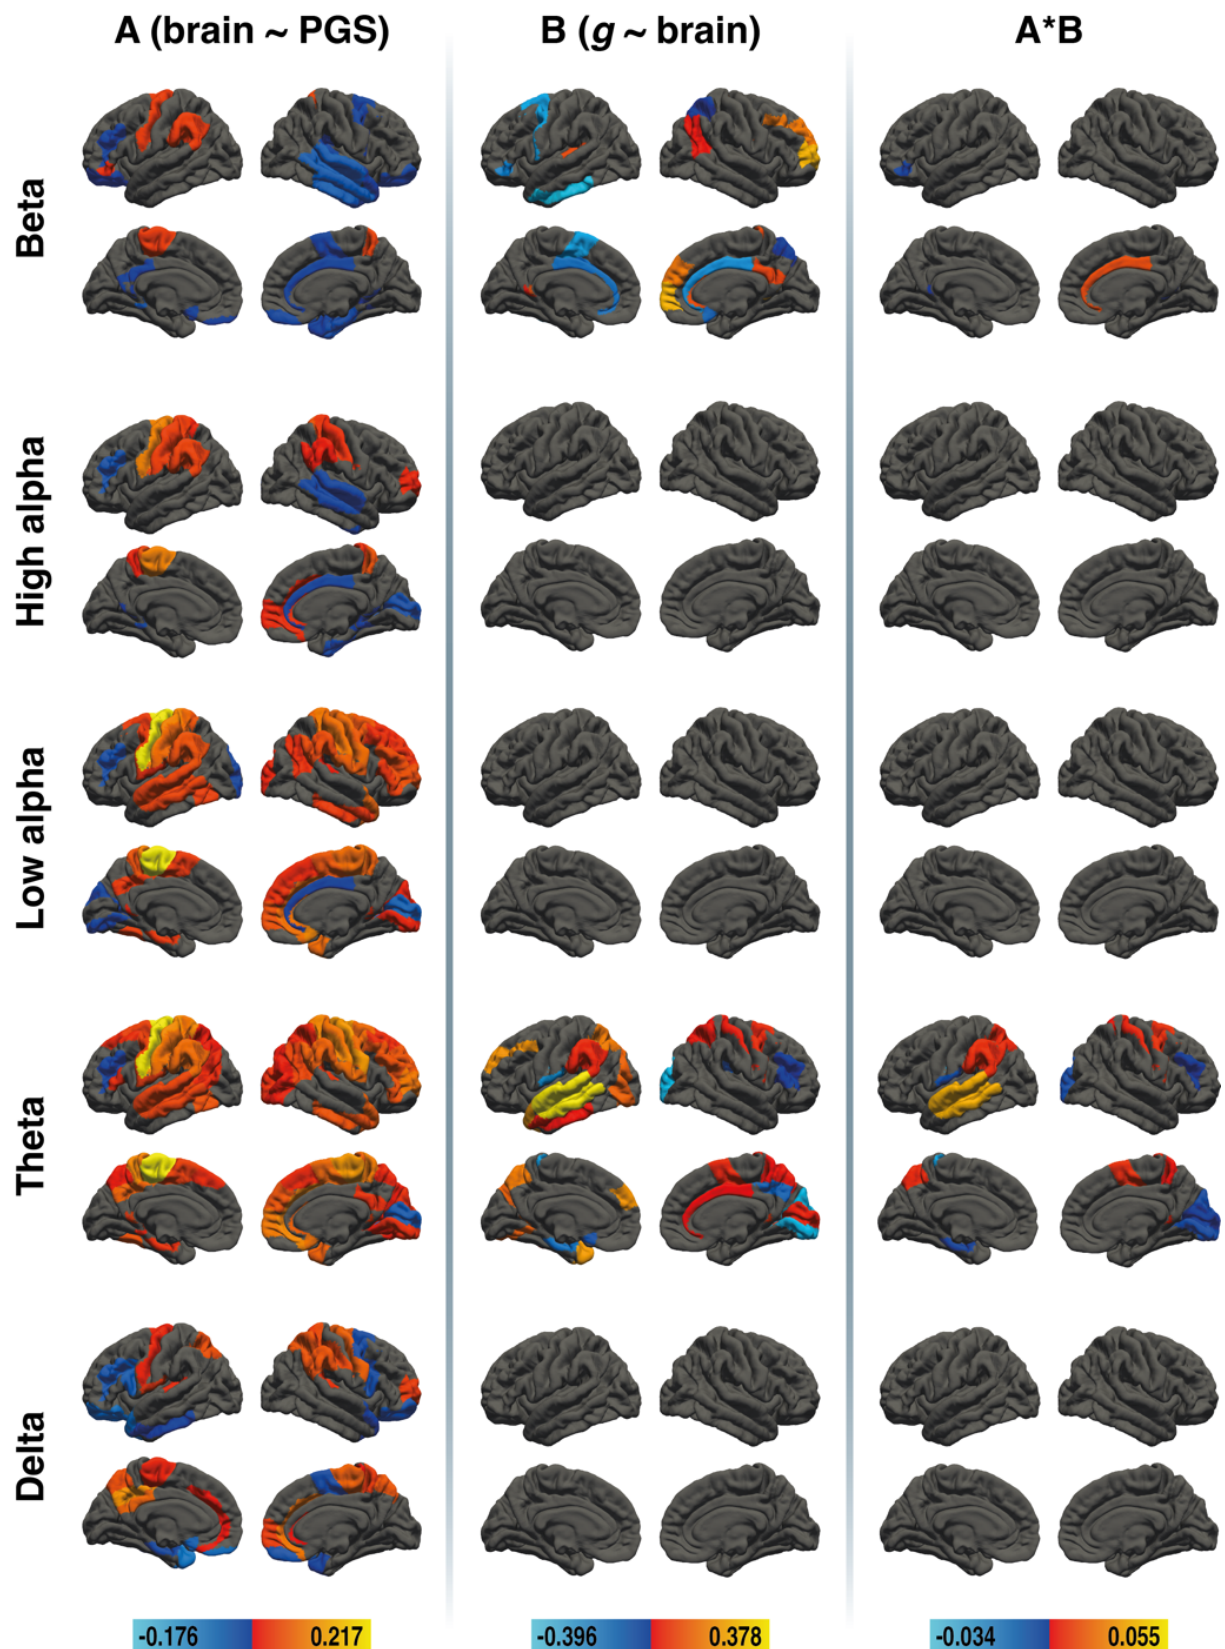 A (brain ~ PGS)
B (g ~ brain)
A*B
Beta
High alpha
Low alpha
Theta
Delta
-0.176 0.217
-0.396 0.378
-0.034 0.055